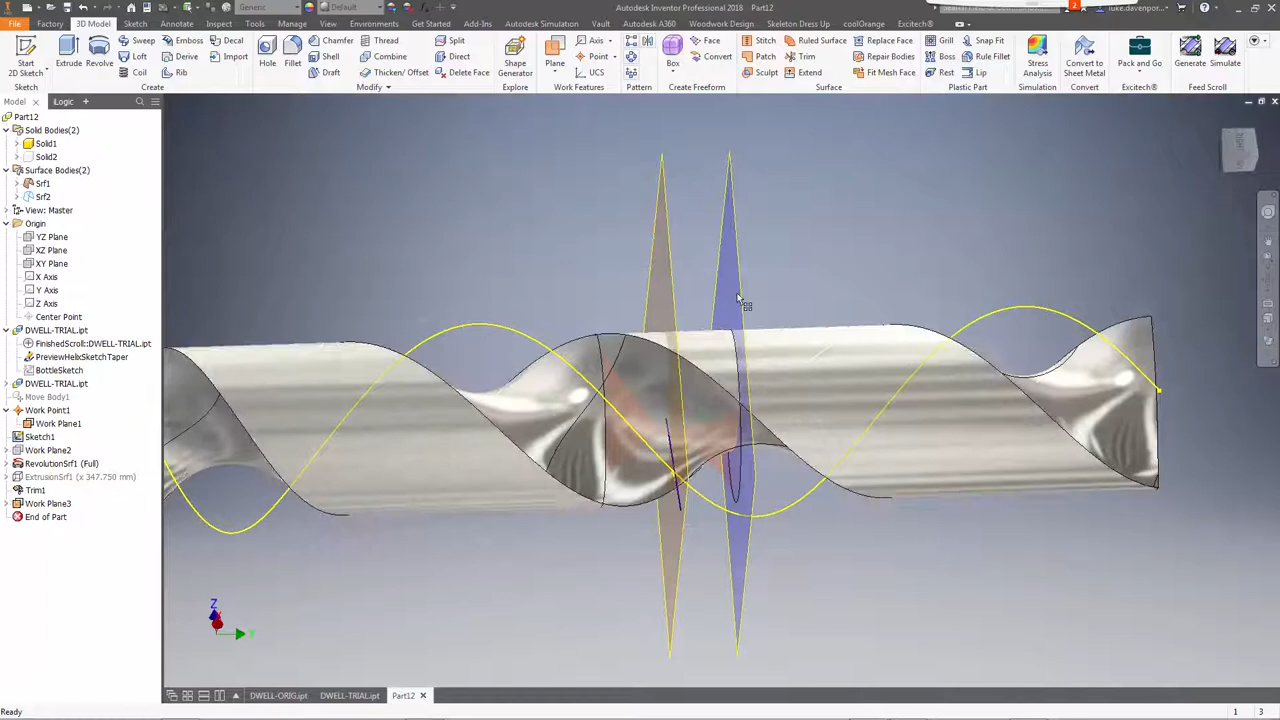 Generic
Default
Autodesk Inventor Professional 2018   Part12
2
luke.davenpor...
File
Factory
3D Model
Sketch
Annotate
Inspect
Tools
Manage
View
Environments
Get Started
Add-Ins
Autodesk Simulation
Vault
Autodesk A360
Woodwork Design
Skeleton Dress Up
coolOrange
Excitech®
Start
2D Sketch
Sketch
Extrude
Revolve
Sweep
Loft
Coil
Emboss
Derive
Rib
Decal
Import
Create
Hole
Fillet
Chamfer
Shell
Draft
Thread
Combine
Thicken/ Offset
Split
Direct
Delete Face
Modify
Shape
Generator
Explore
Plane
Axis
Point
UCS
Work Features
Pattern
Box
Face
Convert
Create Freeform
Stitch
Patch
Sculpt
Ruled Surface
Trim
Extend
Replace Face
Repair Bodies
Fit Mesh Face
Surface
Grill
Boss
Rest
Snap Fit
Rule Fillet
Lip
Plastic Part
Stress
Analysis
Simulation
Convert to
Sheet Metal
Convert
Pack and Go
Excitech®
Generate
Simulate
Feed Scroll
Model
iLogic
Part12
Solid Bodies(2)
Solid1
Solid2
Surface Bodies(2)
Srf1
Srf2
View: Master
Origin
YZ Plane
XZ Plane
XY Plane
X Axis
Y Axis
Z Axis
Center Point
DWELL-TRIAL.ipt
FinishedScroll::DWELL-TRIAL.ipt
PreviewHelixSketchTaper
BottleSketch
DWELL-TRIAL.ipt
Move Body1
Work Point1
Work Plane1
Sketch1
Work Plane2
RevolutionSrf1 (Full)
ExtrusionSrf1 (x 347.750 mm)
Trim1
Work Plane3
End of Part
Z
Y
DWELL-ORIG.ipt
DWELL-TRIAL.ipt
Part12
Ready
1
3